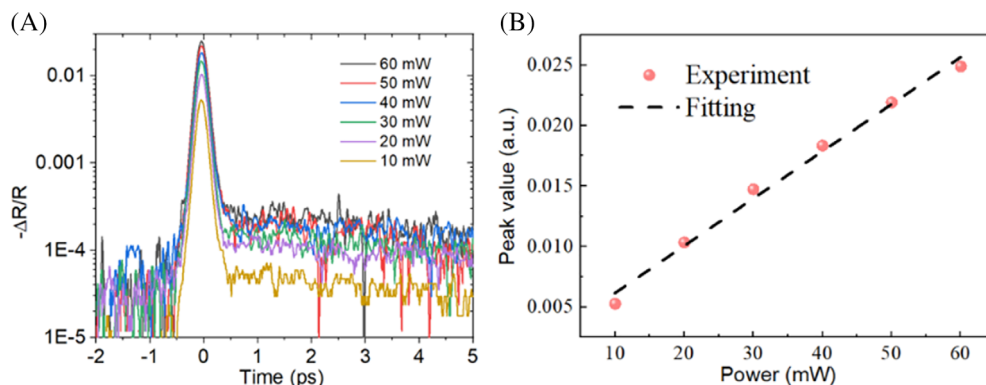 (A)
-ΔR/R
0.01
0.001
1E-4
1E-5
60 mW
50 mW
40 mW
30 mW
20 mW
10 mW
-2 -1 0 1 2 3 4 5
Time (ps)
(B)
Peak value (a.u.)
0.025
0.020
0.015
0.010
0.005
Experiment
Fitting
10 20 30 40 50 60
Power (mW)